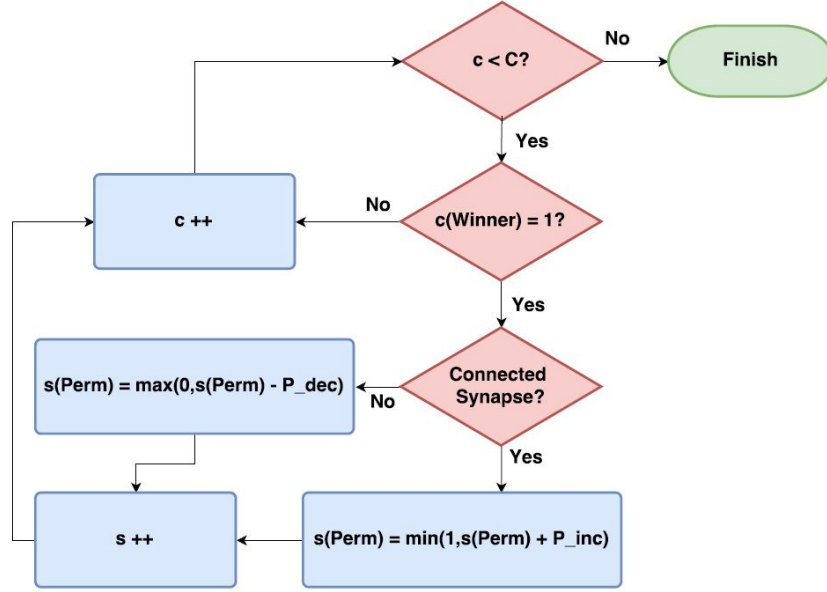 c < C?
No
Finish
Yes
c ++
No
c(Winner) = 1?
Yes
s(Perm) = max(0,s(Perm) - P_dec)
No
Connected
Synapse?
Yes
s ++
s(Perm) = min(1,s(Perm) + P_inc)